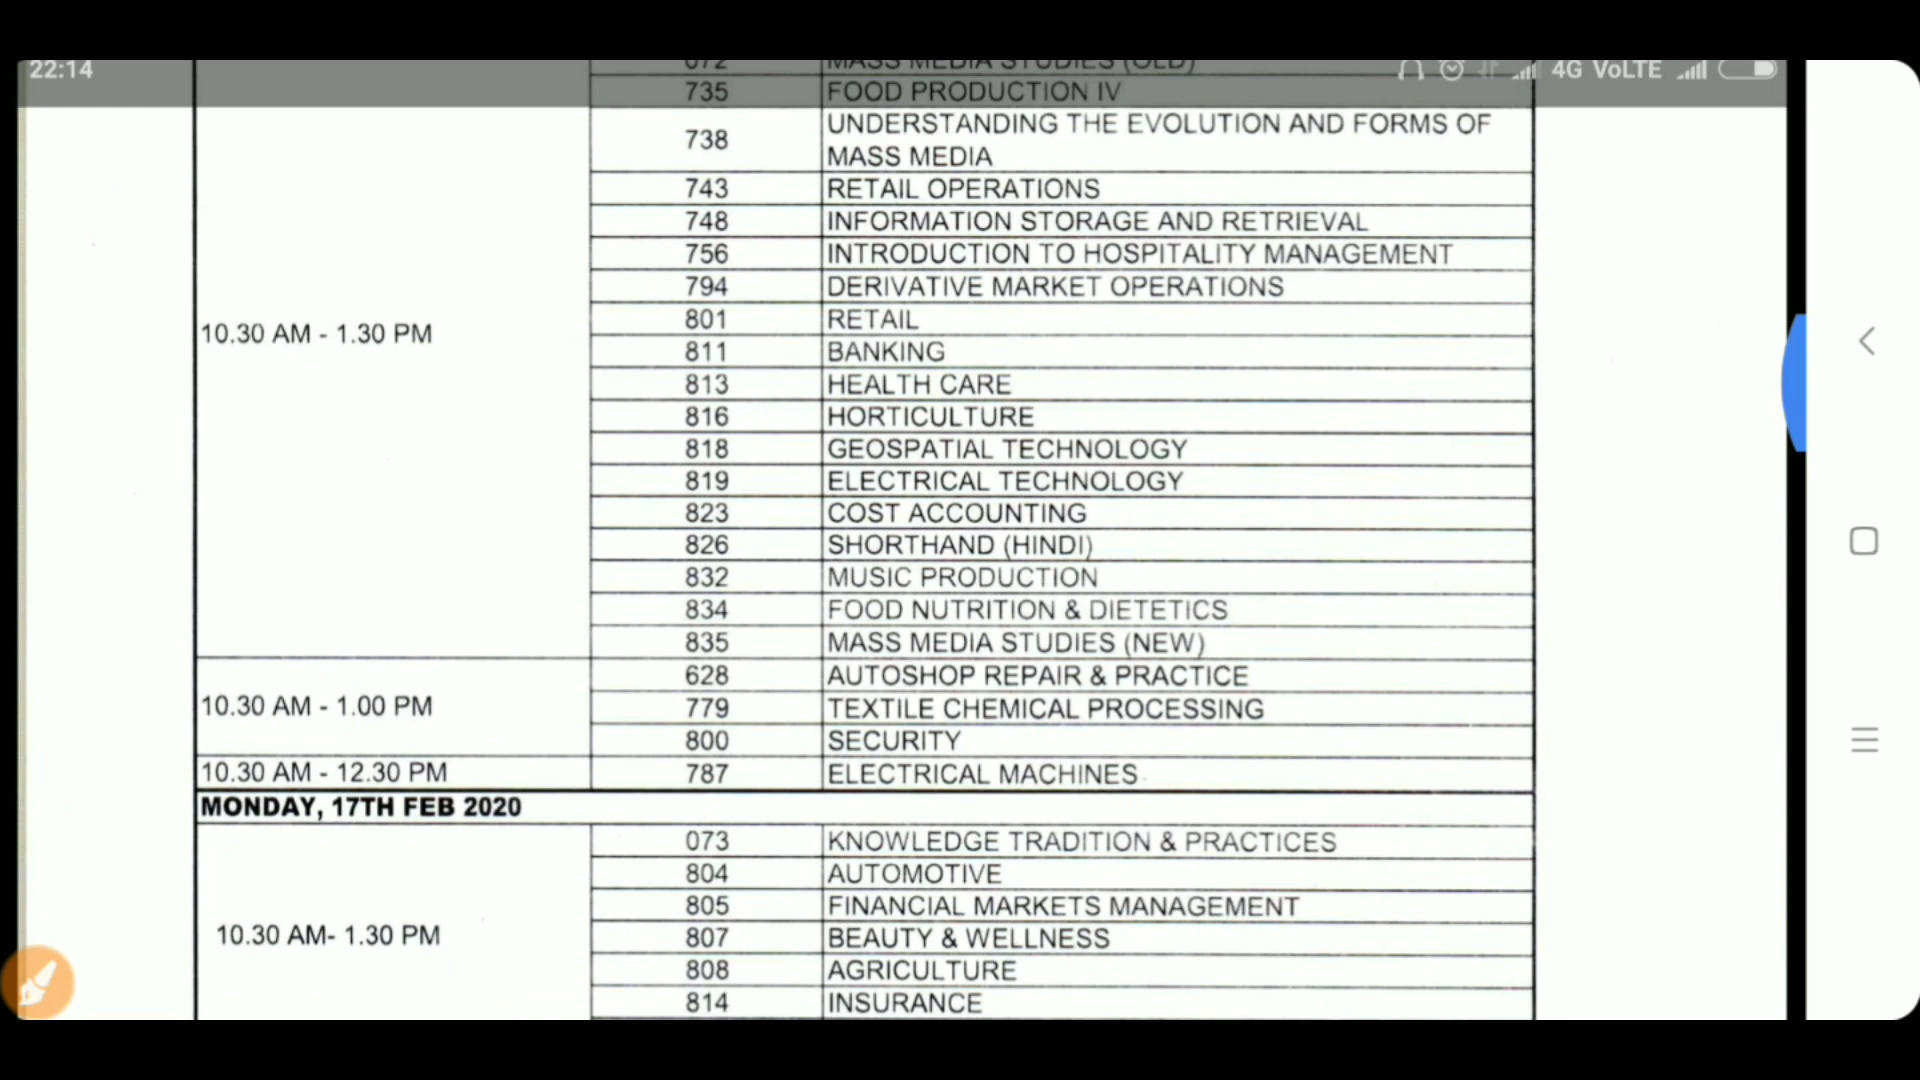 22:14
4G VoLTE
072 MASS MEDIA STUDIES (OLD)
735 FOOD PRODUCTION IV
738 UNDERSTANDING THE EVOLUTION AND FORMS OF
MASS MEDIA
743 RETAIL OPERATIONS
748 INFORMATION STORAGE AND RETRIEVAL
756 INTRODUCTION TO HOSPITALITY MANAGEMENT
794 DERIVATIVE MARKET OPERATIONS
10.30 AM - 1.30 PM
801 RETAIL
811 BANKING
813 HEALTH CARE
816 HORTICULTURE
818 GEOSPATIAL TECHNOLOGY
819 ELECTRICAL TECHNOLOGY
823 COST ACCOUNTING
826 SHORTHAND (HINDI)
832 MUSIC PRODUCTION
834 FOOD NUTRITION & DIETETICS
835 MASS MEDIA STUDIES (NEW)
628 AUTOSHOP REPAIR & PRACTICE
10.30 AM - 1.00 PM 779 TEXTILE CHEMICAL PROCESSING
800 SECURITY
10.30 AM - 12.30 PM 787 ELECTRICAL MACHINES
MONDAY, 17TH FEB 2020
073 KNOWLEDGE TRADITION & PRACTICES
804 AUTOMOTIVE
805 FINANCIAL MARKETS MANAGEMENT
10.30 AM- 1.30 PM 807 BEAUTY & WELLNESS
808 AGRICULTURE
814 INSURANCE